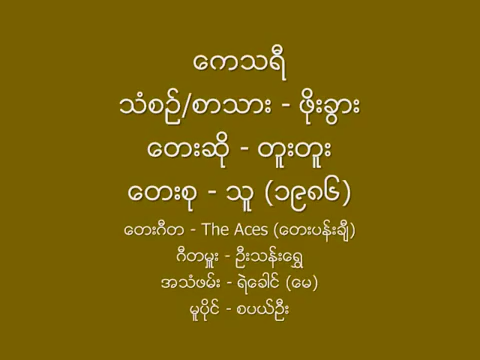 ကေသရီ
သံစဉ်/စာသား - ဖိုးခွား
တေးဆို - တူးတူး
တေးစု - သူ (၁၉၈၆)
တေးဂီတ - The Aces (တေးပန်းချီ)
ဂီတမှူး - ဦးသန်းရွှေ
အသံဖမ်း - ရဲခေါင် (မေ)
မူပိုင် - စပယ်ဦး